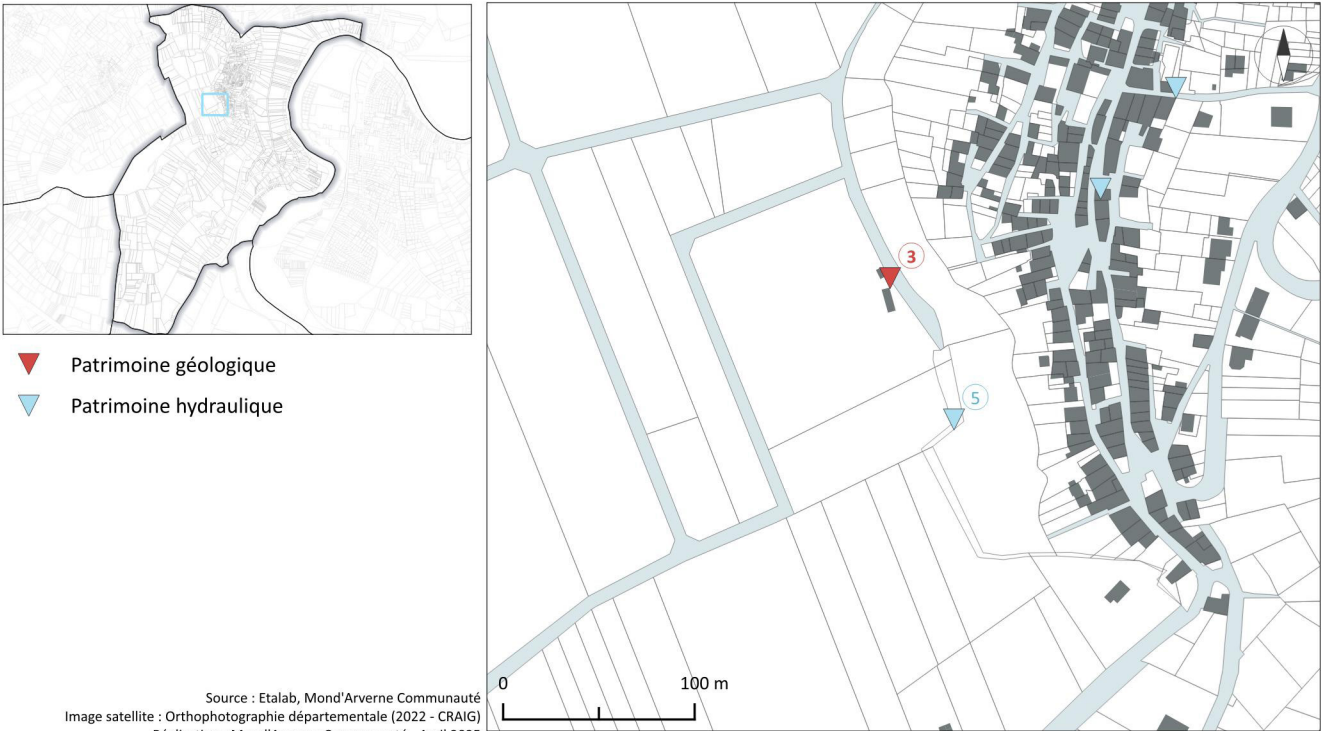 Patrimoine géologique
Patrimoine hydraulique
Source : Etalab, Mond'Arverne Communauté
Image satellite : Orthophotographie départementale (2022 - CRAIG)
3
5
0 100 m